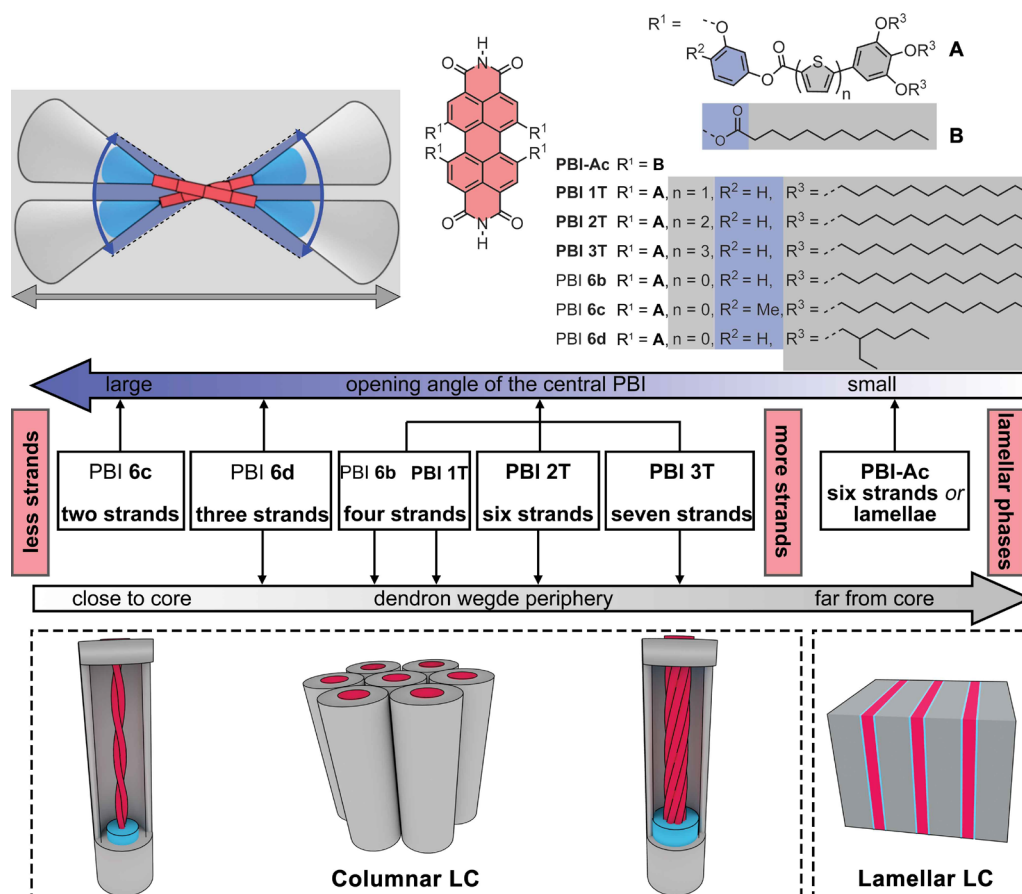 R¹ =
O
R²
O
O
S
n
OR³
OR³
OR³
A
O
O
B
H
O N O
R¹ R¹
R¹ R¹
O N O
H
PBI-Ac R¹ = B
PBI 1T R¹ = A, n = 1, R² = H, R³ =
PBI 2T R¹ = A, n = 2, R² = H, R³ =
PBI 3T R¹ = A, n = 3, R² = H, R³ =
PBI 6b R¹ = A, n = 0, R² = H, R³ =
PBI 6c R¹ = A, n = 0, R² = Me, R³ =
PBI 6d R¹ = A, n = 0, R² = H, R³ =
large opening angle of the central PBI small
less strands
PBI 6c
two strands
PBI 6d
three strands
PBI 6b PBI 1T
four strands
PBI 2T
six strands
PBI 3T
seven strands
more strands
PBI-Ac
six strands or
lamellae
lamellar phases
close to core dendron wegde periphery far from core
Columnar LC
Lamellar LC